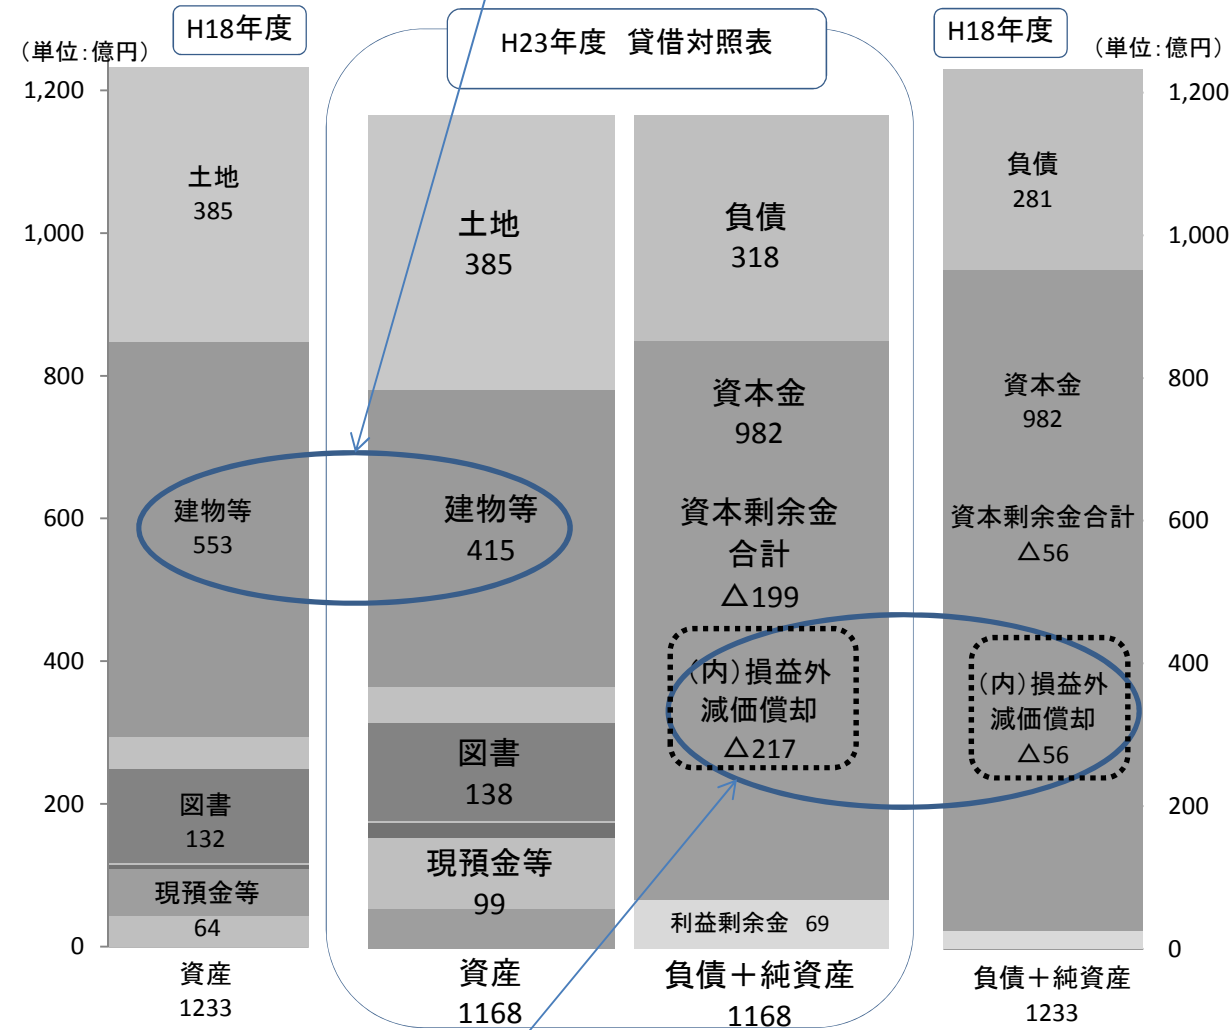 H18年度
H23年度 貸借対照表
H18年度
（単位：億円）
（単位：億円）
1,200
1,000
800
600
400
200
0
土地
385
建物等
553
図書
132
現預金等
64
資産
1233
土地
385
建物等
415
図書
138
現預金等
99
資産
1168
負債
318
資本金
982
資本剰余金
合計
△199
（内）損益外
減価償却
△217
利益剰余金 69
負債＋純資産
1168
負債
281
資本金
982
資本剰余金合計
△56
（内）損益外
減価償却
△56
負債＋純資産
1233
1,200
1,000
800
600
400
200
0